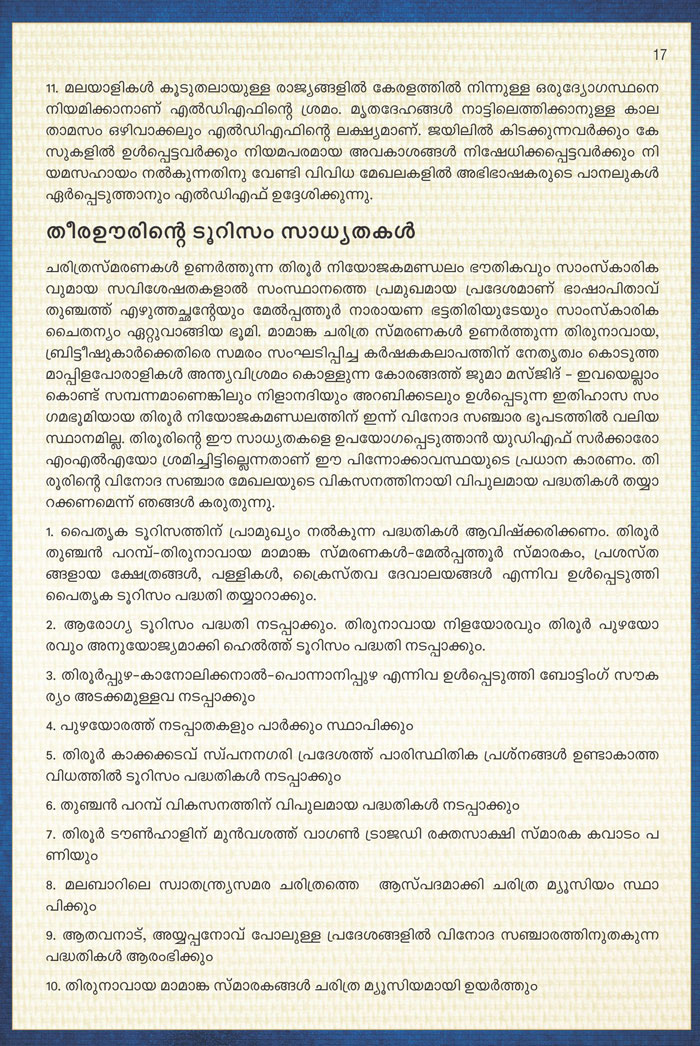 17
11. മലയാളികൾ കൂടുതലായുള്ള രാജ്യങ്ങളിൽ കേരളത്തിൽ നിന്നുള്ള ഒരുദ്യോഗസ്ഥനെ
നിയമിക്കാനാണ് എൽഡിഎഫിന്റെ ശ്രമം. മൃതദേഹങ്ങൾ നാട്ടിലെത്തിക്കാനുള്ള കാല
താമസം ഒഴിവാക്കലും എൽഡിഎഫിന്റെ ലക്ഷ്യമാണ്. ജയിലിൽ കിടക്കുന്നവർക്കും കേ
സുകളിൽ ഉൾപ്പെട്ടവർക്കും നിയമപരമായ അവകാശങ്ങൾ നിഷേധിക്കപ്പെട്ടവർക്കും നി
യമസഹായം നൽകുന്നതിനു വേണ്ടി വിവിധ മേഖലകളിൽ അഭിഭാഷകരുടെ പാനലുകൾ
ഏർപ്പെടുത്താനും എൽഡിഎഫ് ഉദ്ദേശിക്കുന്നു.
തീരഊരിന്റെ ടൂറിസം സാധ്യതകൾ
ചരിത്രസ്മരണകൾ ഉണർത്തുന്ന തിരൂർ നിയോജകമണ്ഡലം ഭൗതികവും സാംസ്കാരിക
വുമായ സവിശേഷതകളാൽ സംസ്ഥാനത്തെ പ്രമുഖമായ പ്രദേശമാണ് ഭാഷാപിതാവ്
തുഞ്ചത്ത് എഴുത്തച്ഛന്റേയും മേൽപ്പത്തൂർ നാരായണ ഭട്ടതിരിയുടേയും സാംസ്കാരിക
ചൈതന്യം ഏറ്റുവാങ്ങിയ ഭൂമി. മാമാങ്ക ചരിത്ര സ്മരണകൾ ഉണർത്തുന്ന തിരുനാവായ,
ബ്രിട്ടീഷുകാർക്കെതിരെ സമരം സംഘടിപ്പിച്ച കർഷകകലാപത്തിന് നേതൃത്വം കൊടുത്ത
മാപ്പിളപോരാളികൾ അന്ത്യവിശ്രമം കൊള്ളുന്ന കോരങ്ങത്ത് ജുമാ മസ്ജിദ് - ഇവയെല്ലാം
കൊണ്ട് സമ്പന്നമാണെങ്കിലും നിളാനദിയും അറബിക്കടലും ഉൾപ്പെടുന്ന ഇതിഹാസ സം
ഗമഭൂമിയായ തിരൂർ നിയോജകമണ്ഡലത്തിന് ഇന്ന് വിനോദ സഞ്ചാര ഭൂപടത്തിൽ വലിയ
സ്ഥാനമില്ല. തിരൂരിന്റെ ഈ സാധ്യതകളെ ഉപയോഗപ്പെടുത്താൻ യുഡിഎഫ് സർക്കാരോ
എംഎൽഎയോ ശ്രമിച്ചിട്ടില്ലെന്നതാണ് ഈ പിന്നോക്കാവസ്ഥയുടെ പ്രധാന കാരണം. തി
രൂരിന്റെ വിനോദ സഞ്ചാര മേഖലയുടെ വികസനത്തിനായി വിപുലമായ പദ്ധതികൾ തയ്യാ
റക്കണമെന്ന് ഞങ്ങൾ കരുതുന്നു.
1. പൈതൃക ടൂറിസത്തിന് പ്രാമുഖ്യം നൽകുന്ന പദ്ധതികൾ ആവിഷ്ക്കരിക്കണം. തിരൂർ
തുഞ്ചൻ പറമ്പ്-തിരുനാവായ മാമാങ്ക സ്മരണകൾ-മേൽപ്പത്തൂർ സ്മാരകം, പ്രശസ്ത
ങ്ങളായ ക്ഷേത്രങ്ങൾ, പള്ളികൾ, ക്രൈസ്തവ ദേവാലയങ്ങൾ എന്നിവ ഉൾപ്പെടുത്തി
പൈതൃക ടൂറിസം പദ്ധതി തയ്യാറാക്കും.
2. ആരോഗ്യ ടൂറിസം പദ്ധതി നടപ്പാക്കും. തിരുനാവായ നിളയോരവും തിരൂർ പുഴയോ
രവും അനുയോജ്യമാക്കി ഹെൽത്ത് ടൂറിസം പദ്ധതി നടപ്പാക്കും.
3. തിരൂർപ്പുഴ-കാനോലിക്കനാൽ-പൊന്നാനിപ്പുഴ എന്നിവ ഉൾപ്പെടുത്തി ബോട്ടിംഗ് സൗക
ര്യം അടക്കമുള്ളവ നടപ്പാക്കും
4. പുഴയോരത്ത് നടപ്പാതകളും പാർക്കും സ്ഥാപിക്കും
5. തിരൂർ കാക്കക്കടവ് സ്പനനഗരി പ്രദേശത്ത് പാരിസ്ഥിതിക പ്രശ്നങ്ങൾ ഉണ്ടാകാത്ത
വിധത്തിൽ ടൂറിസം പദ്ധതികൾ നടപ്പാക്കും
6. തുഞ്ചൻ പറമ്പ് വികസനത്തിന് വിപുലമായ പദ്ധതികൾ നടപ്പാക്കും
7. തിരൂർ ടൗൺഹാളിന് മുൻവശത്ത് വാഗൺ ട്രാജഡി രക്തസാക്ഷി സ്മാരക കവാടം പ
ണിയും
8. മലബാറിലെ സ്വാതന്ത്ര്യസമര ചരിത്രത്തെ ആസ്പദമാക്കി ചരിത്ര മ്യൂസിയം സ്ഥാ
പിക്കും
9. ആതവനാട്, അയ്യപ്പനോവ് പോലുള്ള പ്രദേശങ്ങളിൽ വിനോദ സഞ്ചാരത്തിനുതകുന്ന
പദ്ധതികൾ ആരംഭിക്കും
10. തിരുനാവായ മാമാങ്ക സ്മാരകങ്ങൾ ചരിത്ര മ്യൂസിയമായി ഉയർത്തും